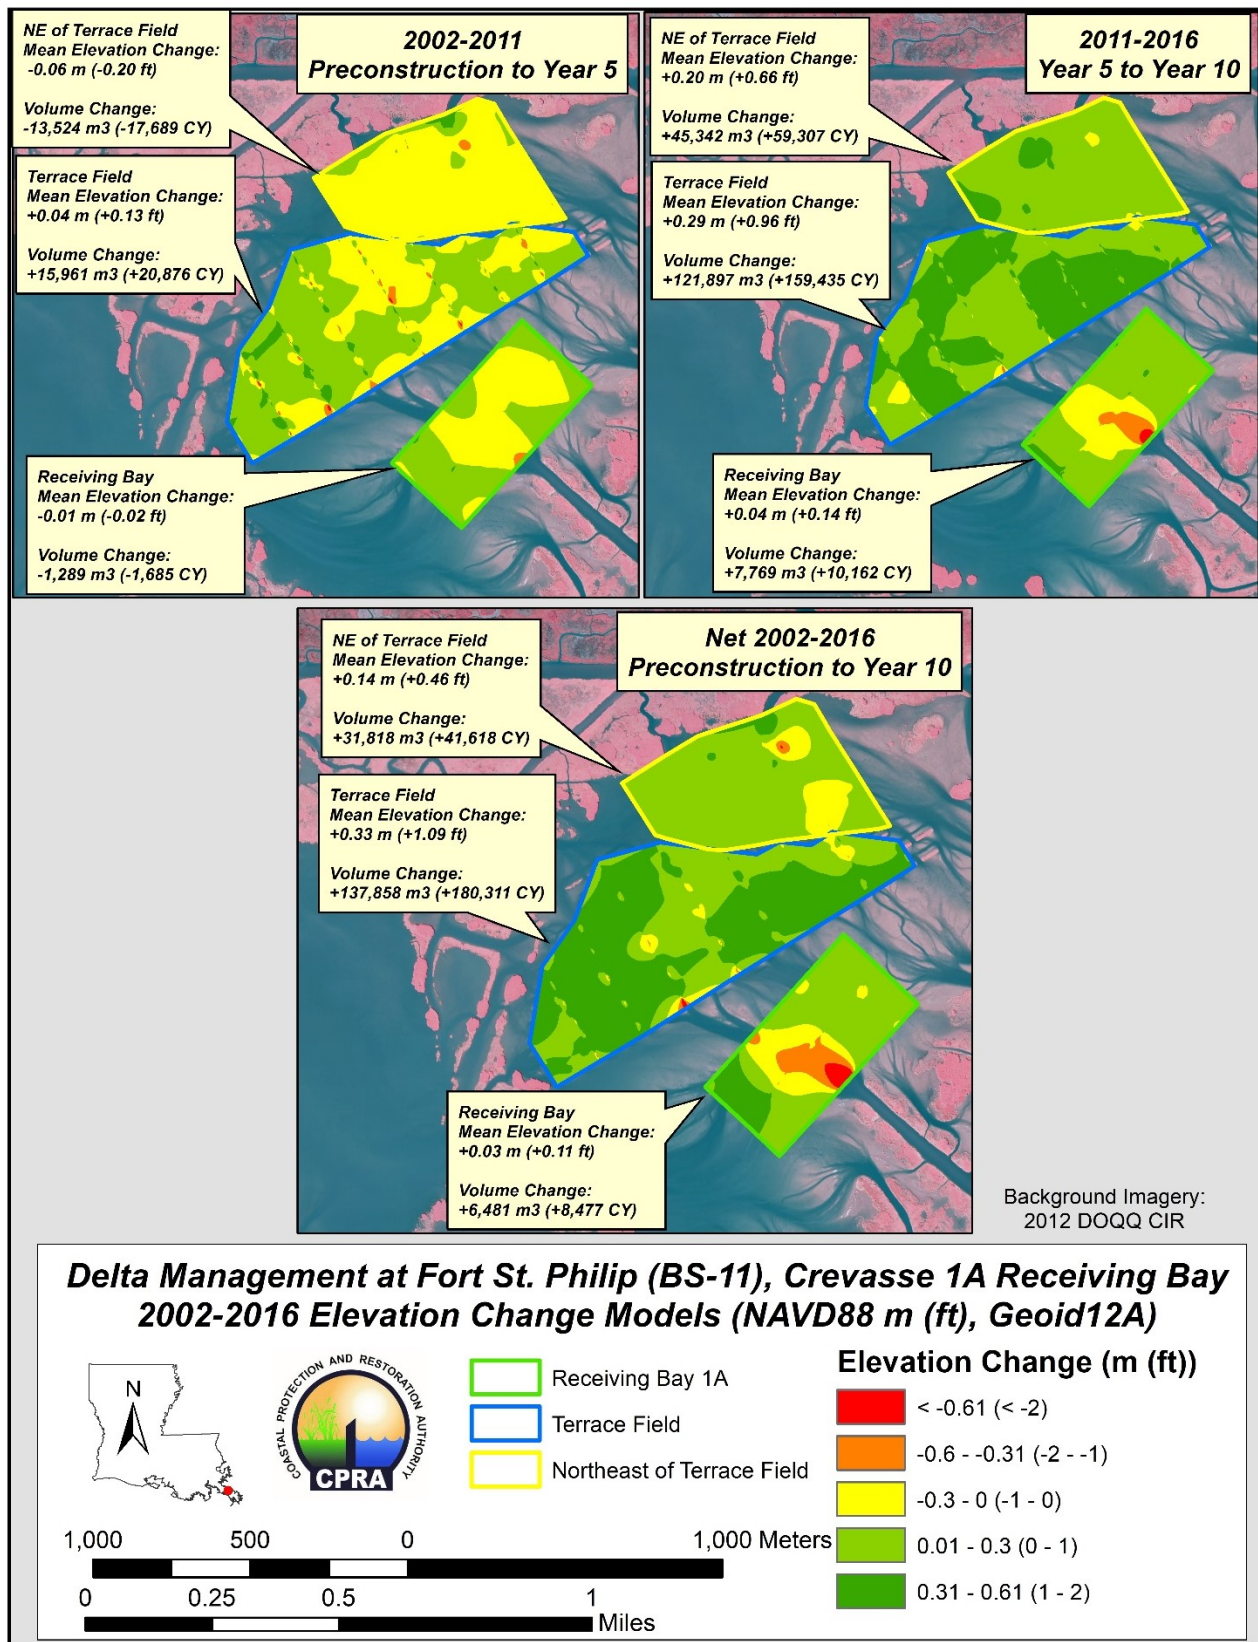 NE of Terrace Field
Mean Elevation Change:
-0.06 m (-0.20 ft)
Volume Change:
-13,524 m3 (-17,689 CY)
2002-2011
Preconstruction to Year 5
Terrace Field
Mean Elevation Change:
+0.04 m (+0.13 ft)
Volume Change:
+15,961 m3 (+20,876 CY)
Receiving Bay
Mean Elevation Change:
-0.01 m (-0.02 ft)
Volume Change:
-1,289 m3 (-1,685 CY)
NE of Terrace Field
Mean Elevation Change:
+0.20 m (+0.66 ft)
Volume Change:
+45,342 m3 (+59,307 CY)
2011-2016
Year 5 to Year 10
Terrace Field
Mean Elevation Change:
+0.29 m (+0.96 ft)
Volume Change:
+121,897 m3 (+159,435 CY)
Receiving Bay
Mean Elevation Change:
+0.04 m (+0.14 ft)
Volume Change:
+7,769 m3 (+10,162 CY)
NE of Terrace Field
Mean Elevation Change:
+0.14 m (+0.46 ft)
Volume Change:
+31,818 m3 (+41,618 CY)
Net 2002-2016
Preconstruction to Year 10
Terrace Field
Mean Elevation Change:
+0.33 m (+1.09 ft)
Volume Change:
+137,858 m3 (+180,311 CY)
Receiving Bay
Mean Elevation Change:
+0.03 m (+0.11 ft)
Volume Change:
+6,481 m3 (+8,477 CY)
Background Imagery:
2012 DOQQ CIR
Delta Management at Fort St. Philip (BS-11), Crevasse 1A Receiving Bay
2002-2016 Elevation Change Models (NAVD88 m (ft), Geoid12A)
N
COASTAL PROTECTION AND RESTORATION AUTHORITY
CPRA
Receiving Bay 1A
Terrace Field
Northeast of Terrace Field
Elevation Change (m (ft))
< -0.61 (< -2)
-0.6 - -0.31 (-2 - -1)
-0.3 - 0 (-1 - 0)
0.01 - 0.3 (0 - 1)
0.31 - 0.61 (1 - 2)
1,000 500 0 1,000 Meters
0 0.25 0.5 1
Miles